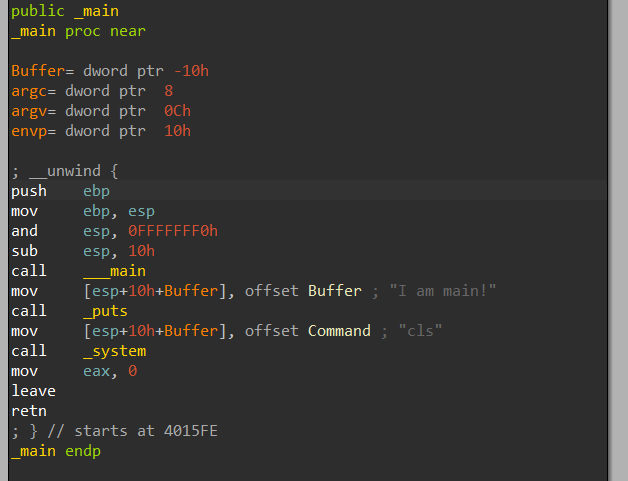 public _main
_main proc near
Buffer= dword ptr -10h
argc= dword ptr  8
argv= dword ptr  0Ch
envp= dword ptr  10h
; __unwind {
push    ebp
mov     ebp, esp
and     esp, 0FFFFFFF0h
sub     esp, 10h
call    ___main
mov     [esp+10h+Buffer], offset Buffer ; "I am main!"
call    _puts
mov     [esp+10h+Buffer], offset Command ; "cls"
call    _system
mov     eax, 0
leave
retn
; } // starts at 4015FE
_main endp